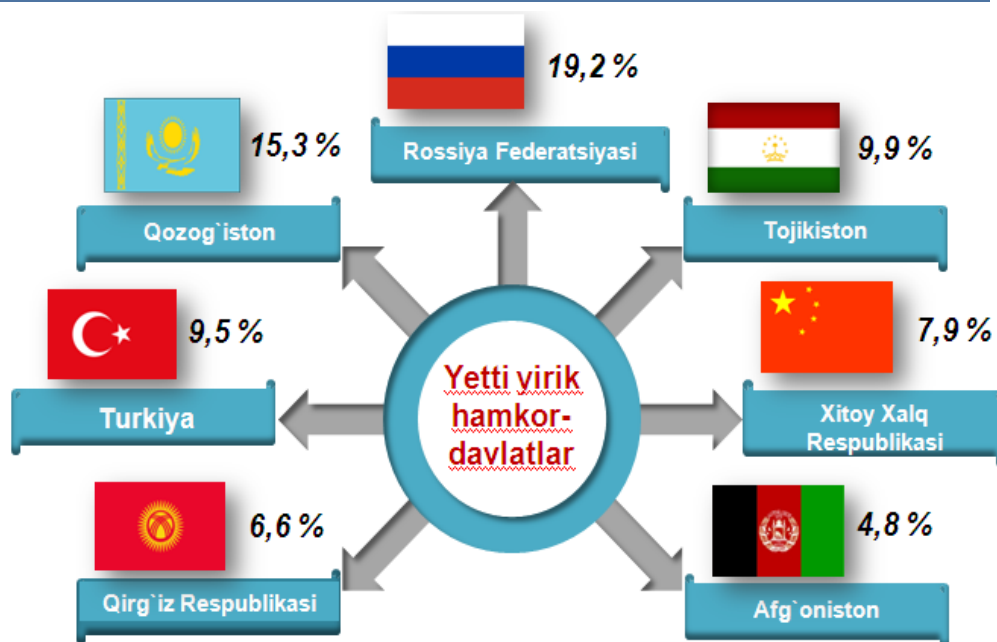 19,2 %
Rossiya Federatsiyasi
15,3 %
Qozog`iston
9,9 %
Tojikiston
9,5 %
Turkiya
7,9 %
Xitoy Xalq
Respublikasi
Yetti yirik
hamkor-
davlatlar
6,6 %
Qirg`iz Respublikasi
4,8 %
Afg`oniston